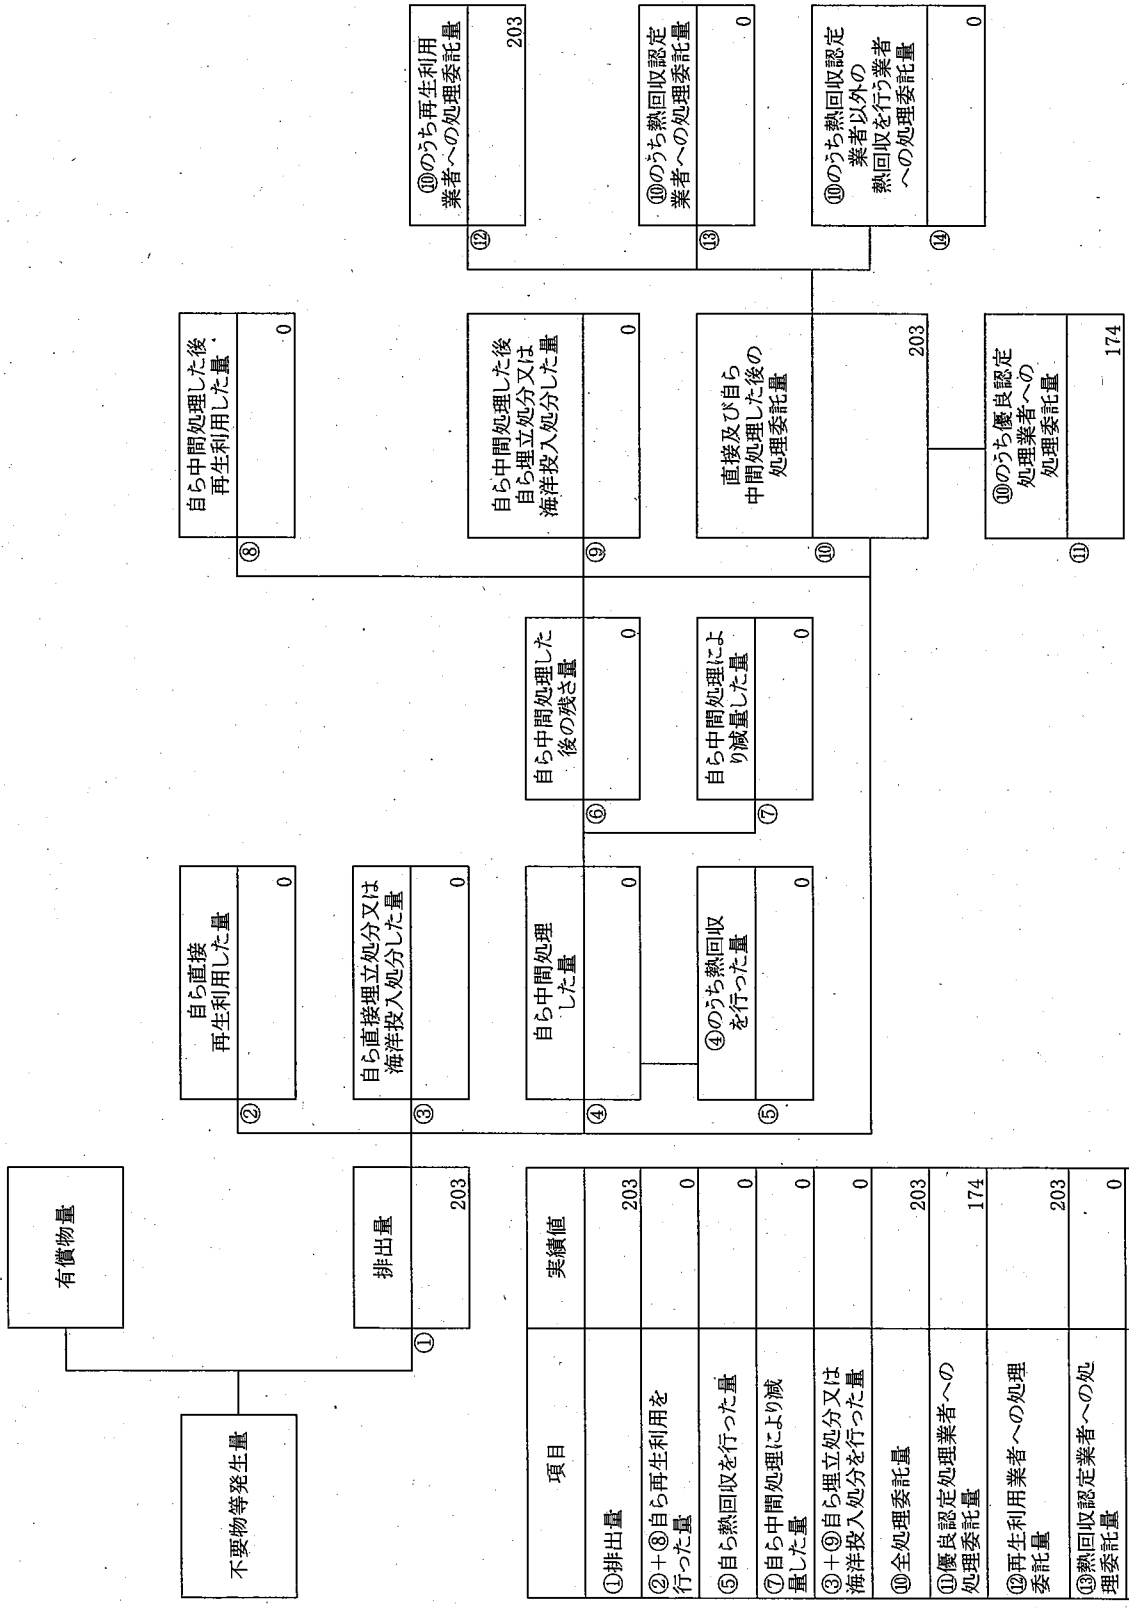 不要物等発生量
有償物量
排出量
①
203
自ら直接
再生利用した量
②
0
自ら直接埋立処分又は
海洋投入処分した量
③
0
自ら中間処理
した量
④
0
④のうち熱回収
を行った量
⑤
0
自ら中間処理した
後の残さ量
⑥
0
自ら中間処理によ
り減量した量
⑦
0
自ら中間処理した後
再生利用した量
⑧
0
自ら中間処理した後
自ら埋立処分又は
海洋投入処分した量
⑨
0
直接及び自ら
中間処理した後の
処理委託量
⑩
203
⑩のうち優良認定
処理業者への
処理委託量
⑪
174
⑩のうち再生利用
業者への処理委託量
⑫
203
⑩のうち熱回収認定
業者への処理委託量
⑬
0
⑩のうち熱回収認定
業者以外の
熱回収を行う業者
への処理委託量
⑭
0
項目 実績値
①排出量 203
②+⑧自ら再生利用を
行った量 0
⑤自ら熱回収を行った量 0
⑦自ら中間処理により減
量した量 0
③+⑨自ら埋立処分又は
海洋投入処分を行った量 0
⑩全処理委託量 203
⑪優良認定処理業者への
処理委託量 174
⑫再生利用業者への処理
委託量 203
⑬熱回収認定業者への処
理委託量 0